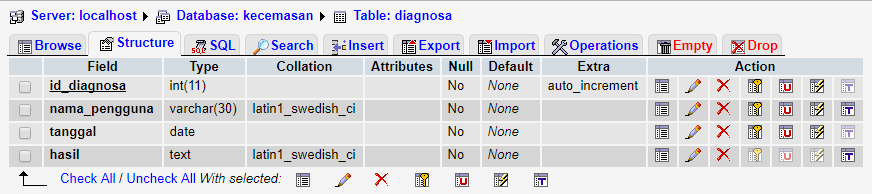 Server: localhost Database: kecemasan Table: diagnosa
Browse Structure SQL Search Insert Export Import Operations Empty Drop
Field Type Collation Attributes Null Default Extra Action
id_diagnosa int(11) No None auto_increment
nama_pengguna varchar(30) latin1_swedish_ci No None
tanggal date No None
hasil text latin1_swedish_ci No None
Check All / Uncheck All With selected: